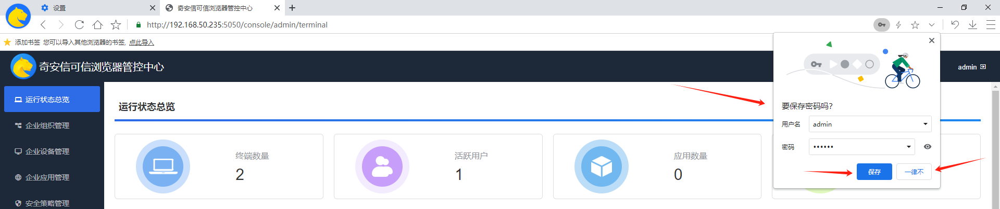 设置
奇安信可信浏览器管控中心
http://192.168.50.235:5050/console/admin/terminal
添加书签 您可以导入其他浏览器的书签, 点此导入
奇安信可信浏览器管控中心
admin
运行状态总览
企业组织管理
企业设备管理
企业应用管理
安全策略管理
运行状态总览
终端数量
2
活跃用户
1
应用数量
0
要保存密码吗?
用户名 admin
密码 ••••••
保存 一律不